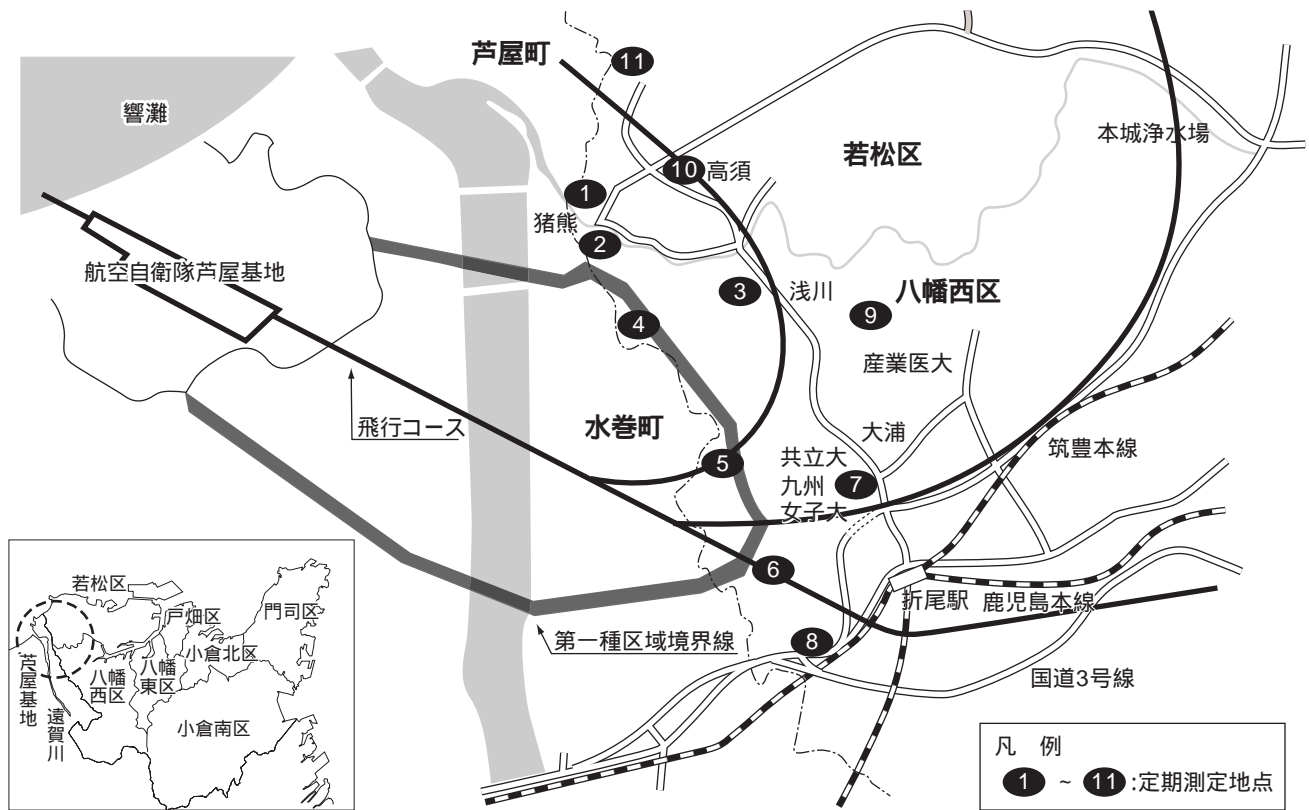 芦屋町
11
響灘
若松区
本城浄水場
10
高須
1
猪熊
2
航空自衛隊芦屋基地
3
浅川
八幡西区
9
4
産業医大
飛行コース
水巻町
大浦
筑豊本線
5
共立大
九州
女子大
7
6
折尾駅
鹿児島本線
第一種区域境界線
8
国道3号線
若松区
門司区
戸畑区
小倉北区
八幡
西区
八幡
東区
芦屋基地
遠賀川
小倉南区
凡 例
1 ~ 11 :定期測定地点